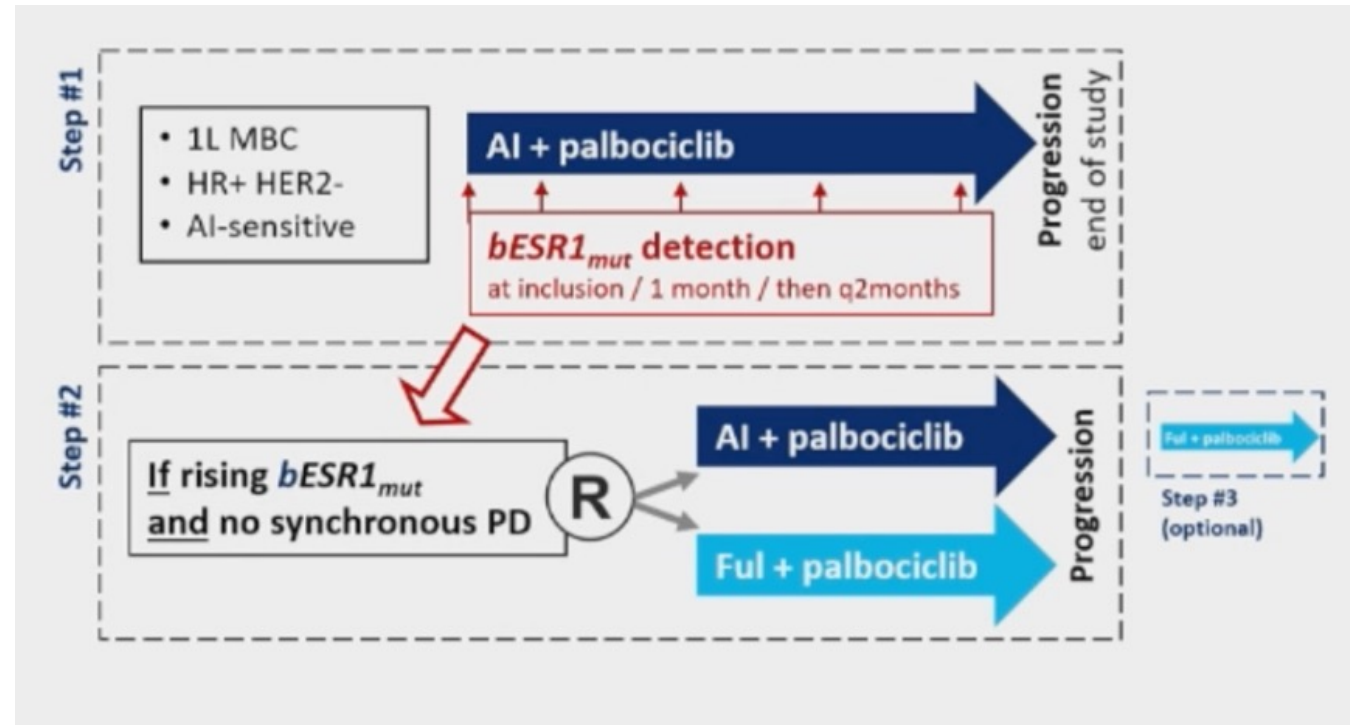 Step #1
• 1L MBC
• HR+ HER2-
• AI-sensitive
AI + palbociclib
bESR1mut detection
at inclusion / 1 month / then q2months
Progression
end of study
Step #2
If rising bESR1mut
and no synchronous PD
R
AI + palbociclib
Ful + palbociclib
Progression
Ful + palbociclib
Step #3
(optional)